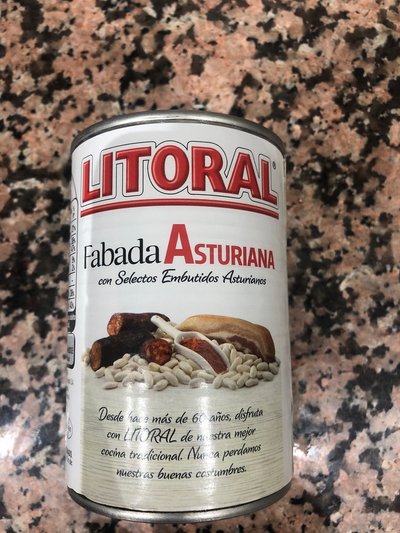 LITORAL®
Fabada ASTURIANA
con Selectos Embutidos Asturianos
Desde hace más de 60 años, disfruta
con LITORAL de nuestra mejor
cocina tradicional. Nunca perdamos
nuestras buenas costumbres.